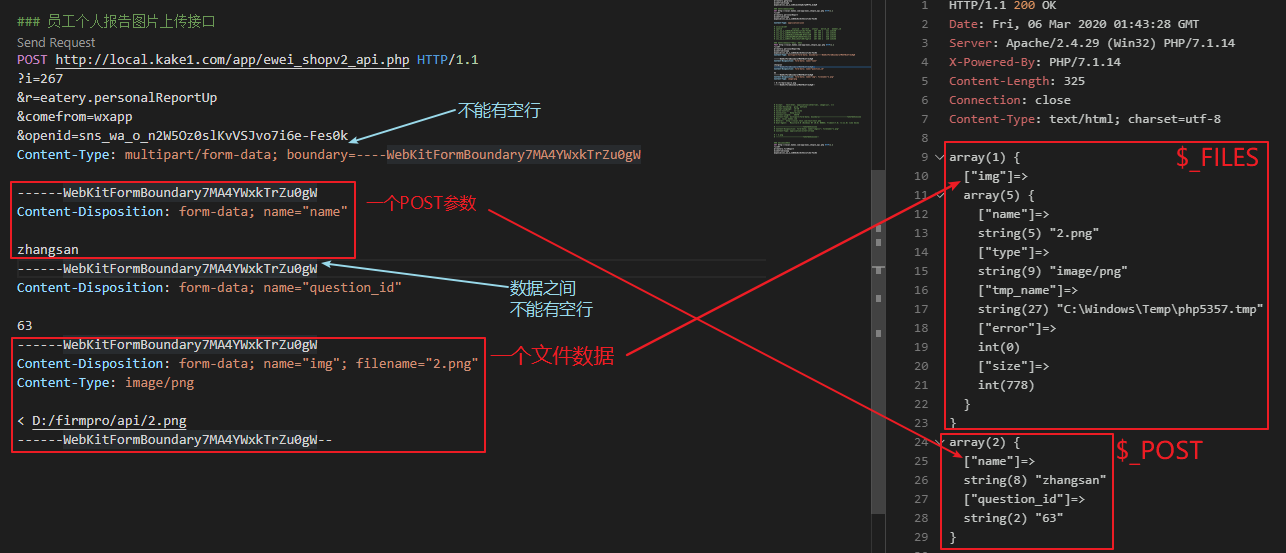 ### 员工个人报告图片上传接口
Send Request
POST http://local.kake1.com/app/ewei_shopv2_api.php HTTP/1.1
?i=267
&r=eatery.personalReportUp
&comefrom=wxapp
&openid=sns_wa_o_n2W5Oz0slKvVSJvo7i6e-Fes0k
Content-Type: multipart/form-data; boundary=----WebKitFormBoundary7MA4YWxkTrZu0gW
不能有空行
------WebKitFormBoundary7MA4YWxkTrZu0gW
Content-Disposition: form-data; name="name"
一个POST参数
zhangsan
------WebKitFormBoundary7MA4YWxkTrZu0gW
Content-Disposition: form-data; name="question_id"
数据之间
不能有空行
63
------WebKitFormBoundary7MA4YWxkTrZu0gW
Content-Disposition: form-data; name="img"; filename="2.png"
Content-Type: image/png
一个文件数据
< D:/firmpro/api/2.png
------WebKitFormBoundary7MA4YWxkTrZu0gW--
1 HTTP/1.1 200 OK
2 Date: Fri, 06 Mar 2020 01:43:28 GMT
3 Server: Apache/2.4.29 (Win32) PHP/7.1.14
4 X-Powered-By: PHP/7.1.14
5 Content-Length: 325
6 Connection: close
7 Content-Type: text/html; charset=utf-8
8
9 array(1) {
$_FILES
10 ["img"]=>
11 array(5) {
12 ["name"]=>
13 string(5) "2.png"
14 ["type"]=>
15 string(9) "image/png"
16 ["tmp_name"]=>
17 string(27) "C:\Windows\Temp\php5357.tmp"
18 ["error"]=>
19 int(0)
20 ["size"]=>
21 int(778)
22 }
23 }
24 array(2) {
$_POST
25 ["name"]=>
26 string(8) "zhangsan"
27 ["question_id"]=>
28 string(2) "63"
29 }